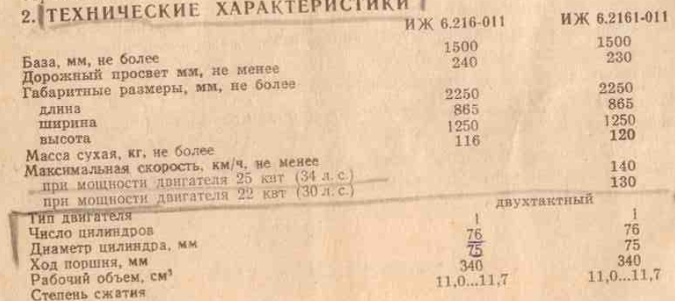 2. ТЕХНИЧЕСКИЕ ХАРАКТЕРИСТИКИ
ИЖ 6.216-011 ИЖ 6.2161-011
База, мм, не более 1500 1500
Дорожный просвет мм, не менее 240 230
Габаритные размеры, мм, не более
длина 2250 2250
ширина 865 865
высота 1250 1250
Масса сухая, кг, не более 116 120
Максимальная скорость, км/ч, не менее
при мощности двигателя 25 квт (34 л. с.) 140
при мощности двигателя 22 квт (30 л. с.) 130
Тип двигателя двухтактный
Число цилиндров 1 1
Диаметр цилиндра, мм 76 76
Ход поршня, мм 75 75
Рабочий объем, см³ 340 340
Степень сжатия 11,0...11,7 11,0...11,7